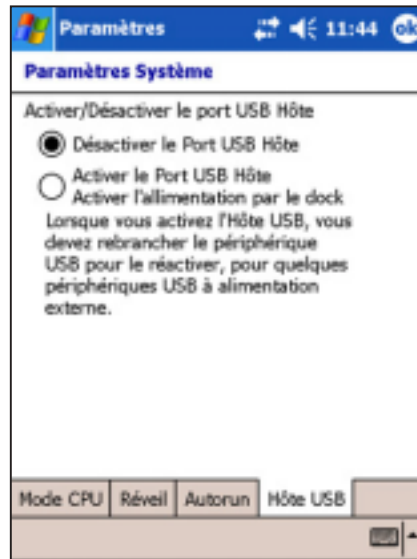 Paramètres 11:44 ok
Paramètres Système
Activer/Désactiver le port USB Hôte
Désactiver le Port USB Hôte
Activer le Port USB Hôte
Activer l'allimentation par le dock
Lorsque vous activez l'Hôte USB, vous
devez rebrancher le périphérique
USB pour le réactiver, pour quelques
périphériques USB à alimentation
externe.
Mode CPU Réveil Autorun Hôte USB